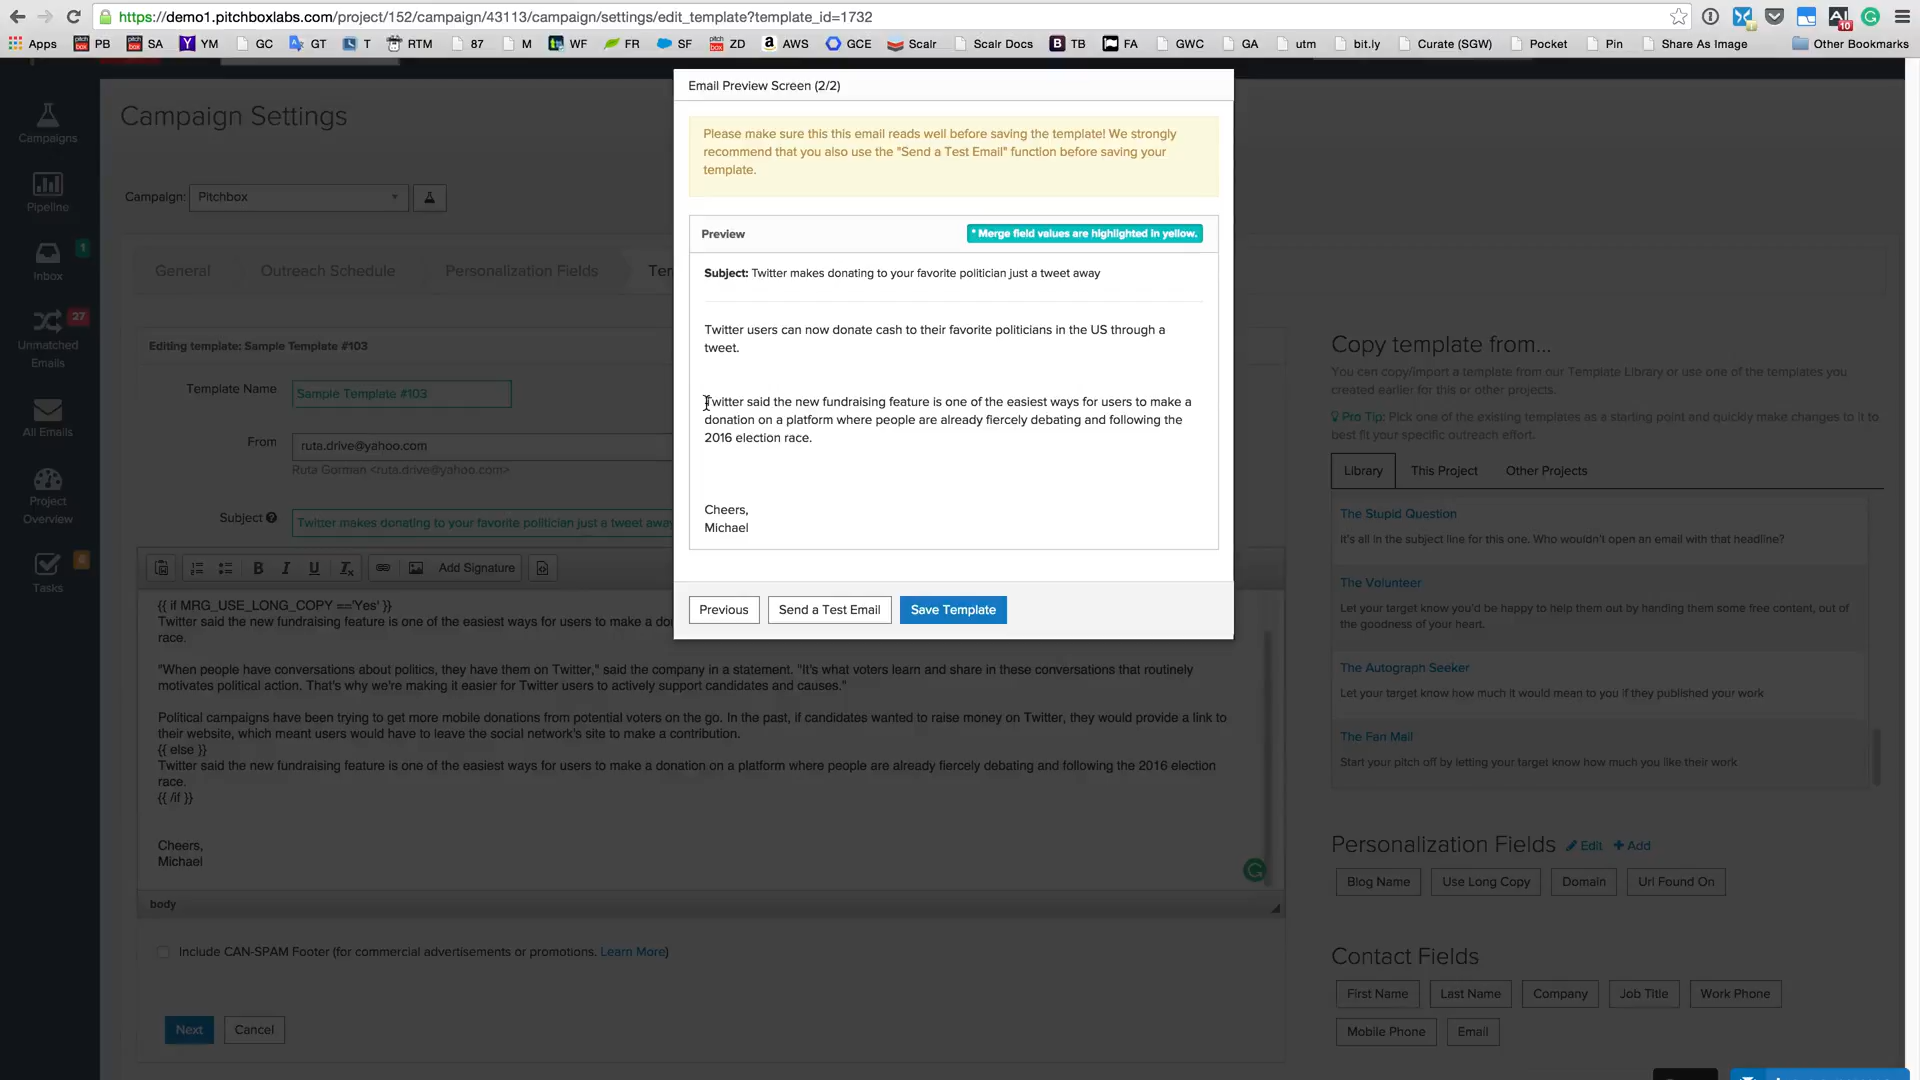 https://demo1.pitchboxlabs.com/project/152/campaign/43113/campaign/settings/edit_template?template_id=1732
Apps PB SA YM GC GT T RTM 87 M WF FR SF ZD AWS GCE Scalr Scalr Docs TB FA GWC GA utm bit.ly Curate (SGW) Pocket Pin Share As Image Other Bookmarks
Email Preview Screen (2/2)
Please make sure this this email reads well before saving the template! We strongly
recommend that you also use the "Send a Test Email" function before saving your
template.
Preview
* Merge field values are highlighted in yellow.
Subject: Twitter makes donating to your favorite politician just a tweet away
Twitter users can now donate cash to their favorite politicians in the US through a
tweet.
Twitter said the new fundraising feature is one of the easiest ways for users to make a
donation on a platform where people are already fiercely debating and following the
2016 election race.
Cheers,
Michael
Previous
Send a Test Email
Save Template
Campaigns
Pipeline
Inbox
1
Unmatched
Emails
27
All Emails
Project
Overview
Tasks
Campaign Settings
Campaign:
Pitchbox
General
Outreach Schedule
Personalization Fields
Editing template: Sample Template #103
Template Name
Sample Template #103
From
ruta.drive@yahoo.com
Ruta Gorman <ruta.drive@yahoo.com>
Subject
Twitter makes donating to your favorite politician just a tweet away
B I U
Add Signature
{{ if MRG_USE_LONG_COPY =='Yes' }}
Twitter said the new fundraising feature is one of the easiest ways for users to make a
race.
"When people have conversations about politics, they have them on Twitter," said the company in a statement. "It's what voters learn and share in these conversations that routinely
motivates political action. That's why we're making it easier for Twitter users to actively support candidates and causes."
Political campaigns have been trying to get more mobile donations from potential voters on the go. In the past, if candidates wanted to raise money on Twitter, they would provide a link to
their website, which meant users would have to leave the social network's site to make a contribution.
{{ else }}
Twitter said the new fundraising feature is one of the easiest ways for users to make a donation on a platform where people are already fiercely debating and following the 2016 election
race.
{{ /if }}
Cheers,
Michael
body
Include CAN-SPAM Footer (for commercial advertisements or promotions. Learn More)
Next
Cancel
Copy template from...
You can copy/import a template from our Template Library or use one of the templates you
created earlier for this or other projects.
Pro Tip: Pick one of the existing templates as a starting point and quickly make changes to it to
best fit your specific outreach effort.
Library
This Project
Other Projects
The Stupid Question
It's all in the subject line for this one. Who wouldn't open an email with that headline?
The Volunteer
Let your target know you'd be happy to help them out by handing them some free content, out of
the goodness of your heart.
The Autograph Seeker
Let your target know how much it would mean to you if they published your work
The Fan Mail
Start your pitch off by letting your target know how much you like their work
Personalization Fields
Edit
+ Add
Blog Name
Use Long Copy
Domain
Url Found On
Contact Fields
First Name
Last Name
Company
Job Title
Work Phone
Mobile Phone
Email